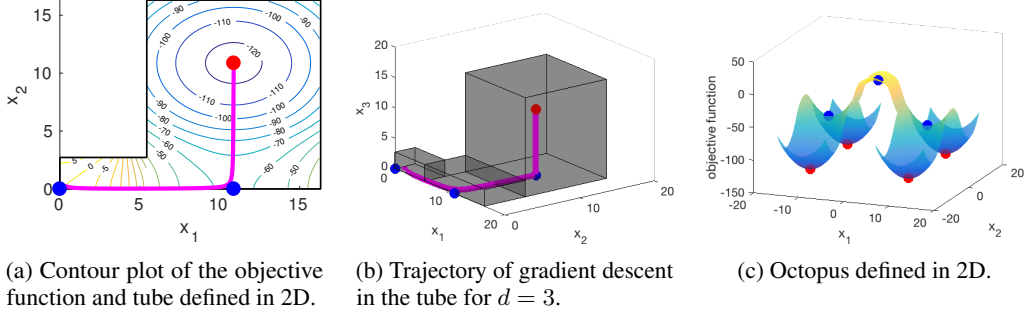 (a)
(b)
(c)
15
10
5
0
x2
0
5
10
15
x1
-90
-100
-110
-120
-110
-100
-90
-80
-70
-60
-50
5
0
-5
20
15
10
5
0
x3
10
20
x1
0
10
20
x2
50
0
-50
-100
-150
objective function
-20
-10
0
10
20
x1
-20
0
20
x2
(a) Contour plot of the objective
function and tube defined in 2D.
(b) Trajectory of gradient descent
in the tube for d = 3.
(c) Octopus defined in 2D.